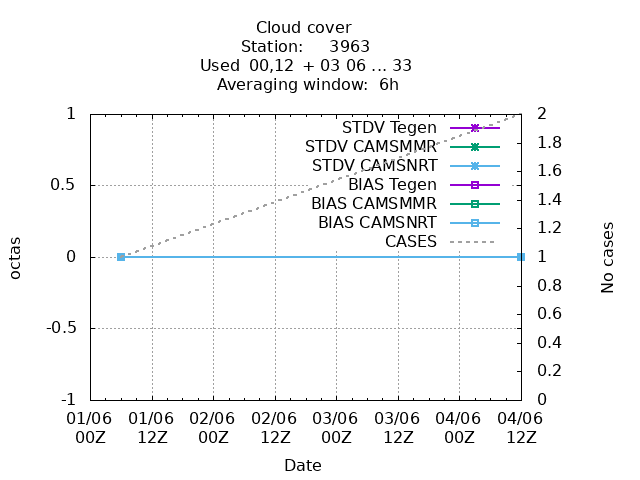 Cloud cover
Station: 3963
Used 00,12 + 03 06 ... 33
Averaging window: 6h
1
0.5
0
-0.5
-1
octas
2
1.8
1.6
1.4
1.2
1
0.8
0.6
0.4
0.2
0
No cases
STDV Tegen
STDV CAMSMMR
STDV CAMSNRT
BIAS Tegen
BIAS CAMSMMR
BIAS CAMSNRT
CASES
01/06 01/06 02/06 02/06 03/06 03/06 04/06 04/06
00Z 12Z 00Z 12Z 00Z 12Z 00Z 12Z
Date